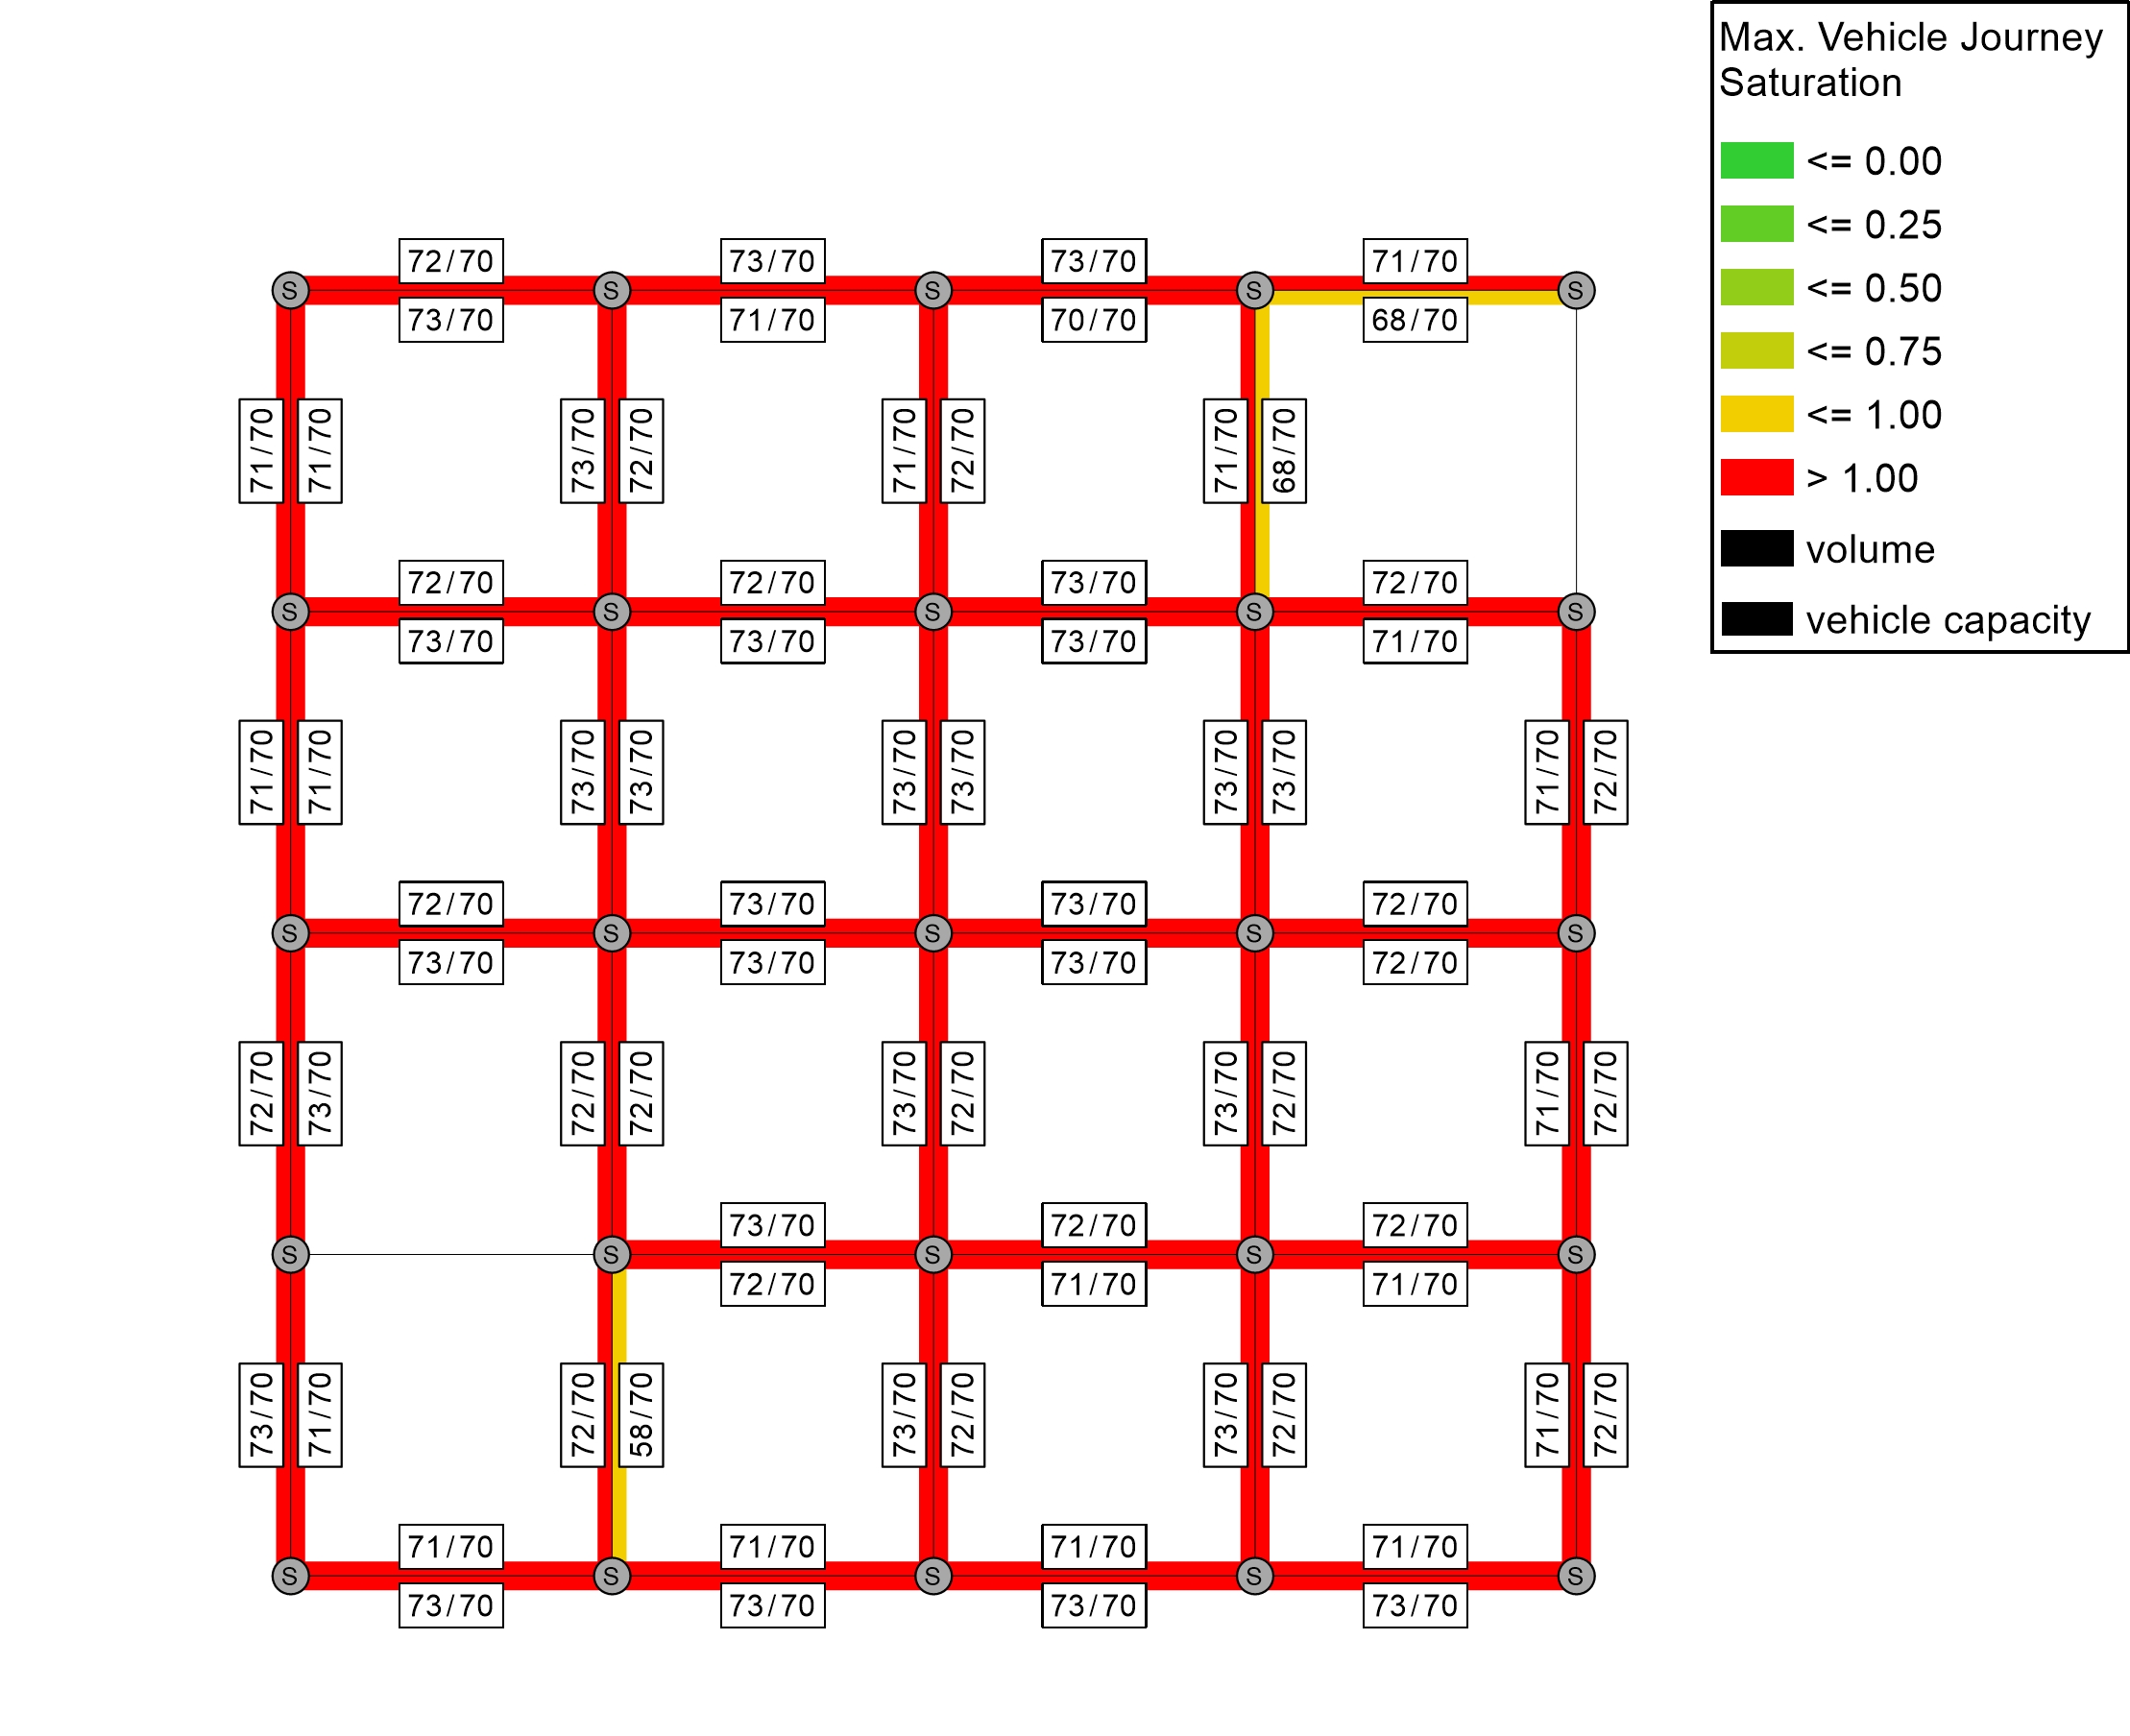 Max. Vehicle Journey
Saturation
<= 0.00
<= 0.25
<= 0.50
<= 0.75
<= 1.00
> 1.00
volume
vehicle capacity
72/70 73/70 73/70 71/70
S S S S S
73/70 71/70 70/70 68/70
71/70 71/70 73/70 72/70 71/70 72/70 71/70 68/70
72/70 72/70 73/70 72/70
S S S S S
73/70 73/70 73/70 71/70
71/70 71/70 73/70 73/70 73/70 73/70 73/70 73/70 71/70 72/70
72/70 73/70 73/70 72/70
S S S S S
73/70 73/70 73/70 72/70
72/70 73/70 72/70 72/70 73/70 72/70 73/70 72/70 71/70 72/70
73/70 72/70 72/70
S S S S S
72/70 71/70 71/70
73/70 71/70 72/70 58/70 73/70 72/70 73/70 72/70 71/70 72/70
71/70 71/70 71/70 71/70
S S S S S
73/70 73/70 73/70 73/70